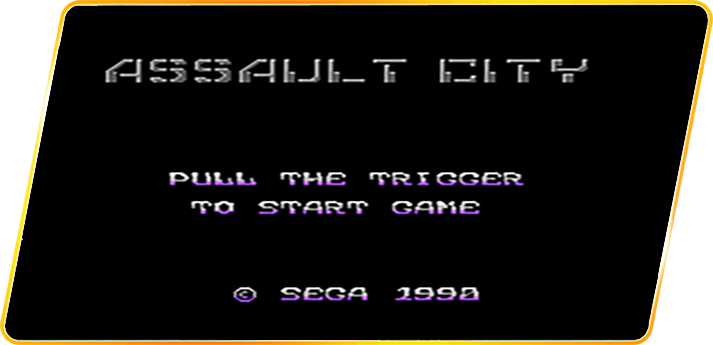 ASSAULT CITY
PULL THE TRIGGER
TO START GAME
© SEGA 1990